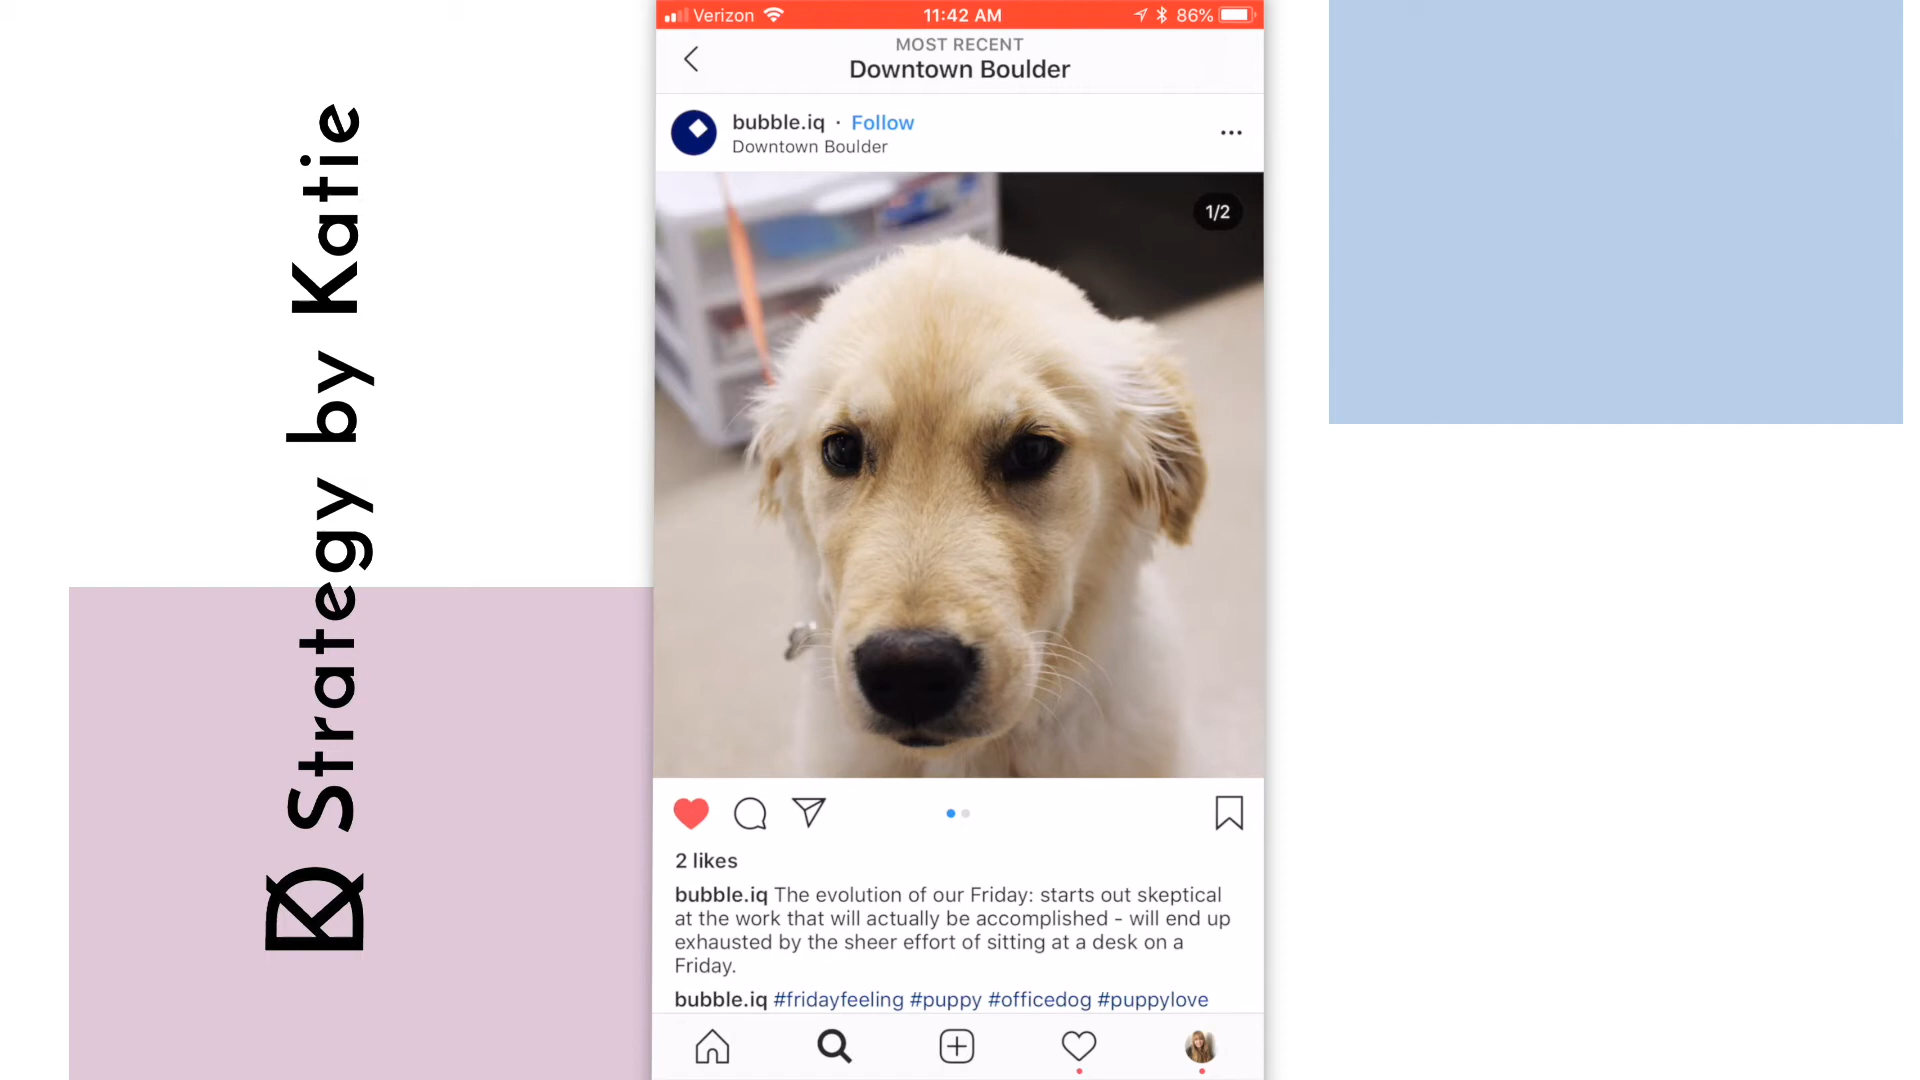 Strategy by Katie
Verizon 11:42 AM 86%
MOST RECENT
Downtown Boulder
bubble.iq · Follow
Downtown Boulder
1/2
2 likes
bubble.iq The evolution of our Friday: starts out skeptical
at the work that will actually be accomplished - will end up
exhausted by the sheer effort of sitting at a desk on a
Friday.
bubble.iq #fridayfeeling #puppy #officedog #puppylove